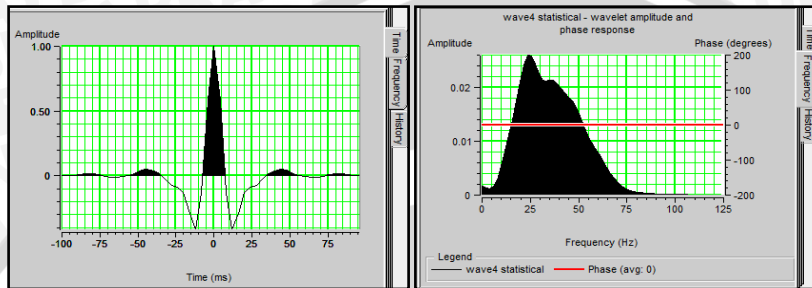 Amplitude
1.00
0.50
0
-100 -75 -50 -25 0 25 50 75
Time (ms)
Time
Frequency
History
wave4 statistical - wavelet amplitude and
phase response
Amplitude
Phase (degrees)
0.02
0.01
0
200
100
0
-100
-200
0 25 50 75 100 125
Frequency (Hz)
Legend
wave4 statistical Phase (avg: 0)
Time
Frequency
History